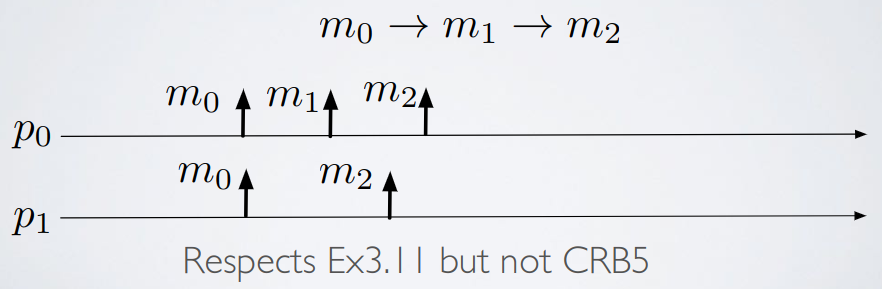 m₀ → m₁ → m₂
m₀ m₁ m₂
p₀
m₀ m₂
p₁
Respects Ex3.11 but not CRB5